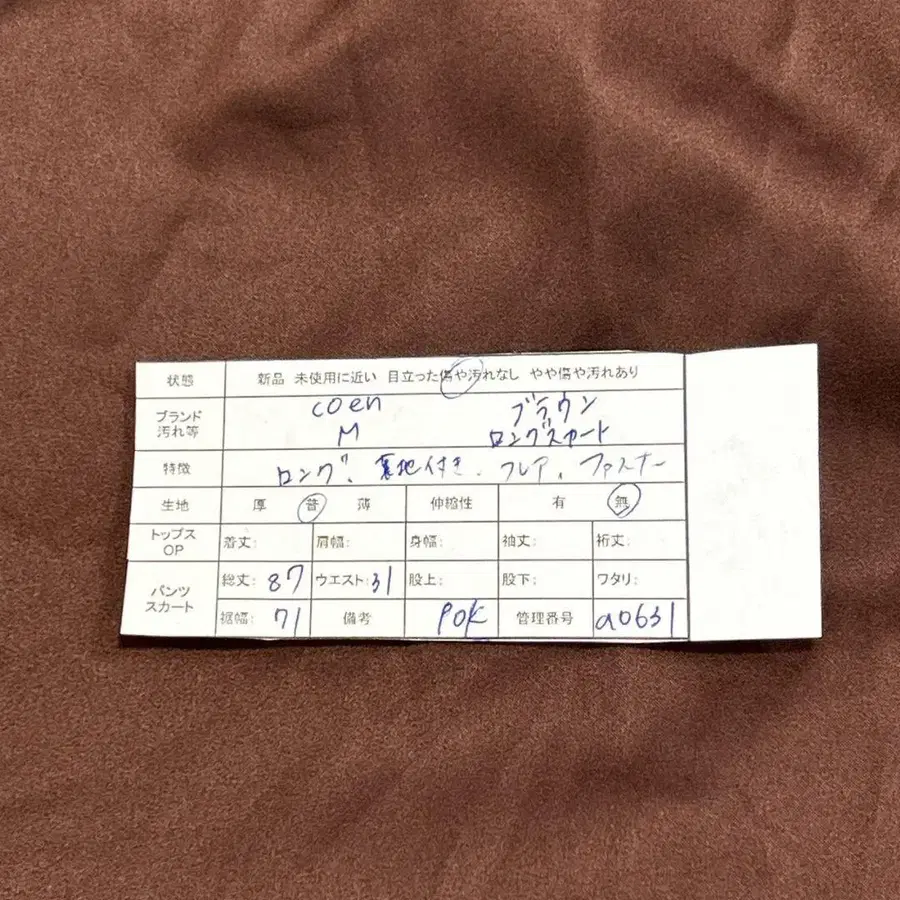 状態 新品 未使用に近い 目立った傷や汚れなし やや傷や汚れあり
ブランド 汚れ等 coen ブラウン
M ロングスカート
特徴 ロング、裏地付き、フレア、ファスナー
生地 厚 普 薄 伸縮性 有 無
トップス OP 着丈: 肩幅: 身幅: 袖丈: 裄丈:
パンツ スカート 総丈: 87 ウエスト: 31 股上: 股下: ワタリ:
裾幅: 71 備考 POK 管理番号 a0631